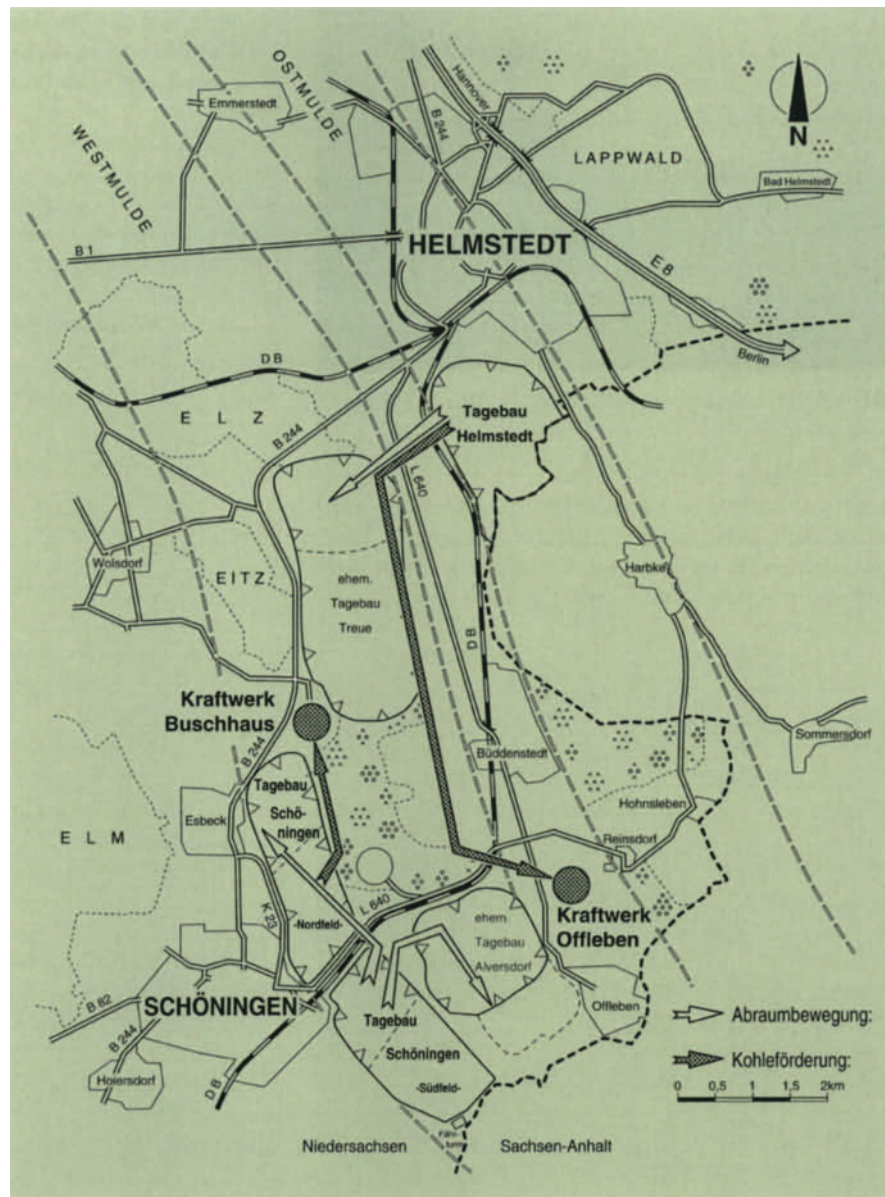 OSTMULDE
WESTMULDE
Emmerstedt
Hannover
B 244
LAPPWALD
N
Bad Helmstedt
B 1
HELMSTEDT
E 8
Berlin
DB
ELZ
B 244
Tagebau
Helmstedt
L 640
Wolsdorf
EITZ
ehem.
Tagebau
Treue
Harbke
DB
Kraftwerk
Buschhaus
B 244
Büddenstedt
Sommersdorf
Tagebau
Schö-
ningen
Esbeck
Hohnsleben
ELM
Reinsdorf
K 23
-Nordfeld-
L 640
Kraftwerk
Offleben
ehem.
Tagebau
Alversdorf
SCHÖNINGEN
B 82
B 244
Offleben
Tagebau
Schöningen
-Südfeld-
Hoiersdorf
DB
Abraumbewegung:
Kohleförderung:
0 0,5 1 1,5 2km
Niedersachsen
Sachsen-Anhalt